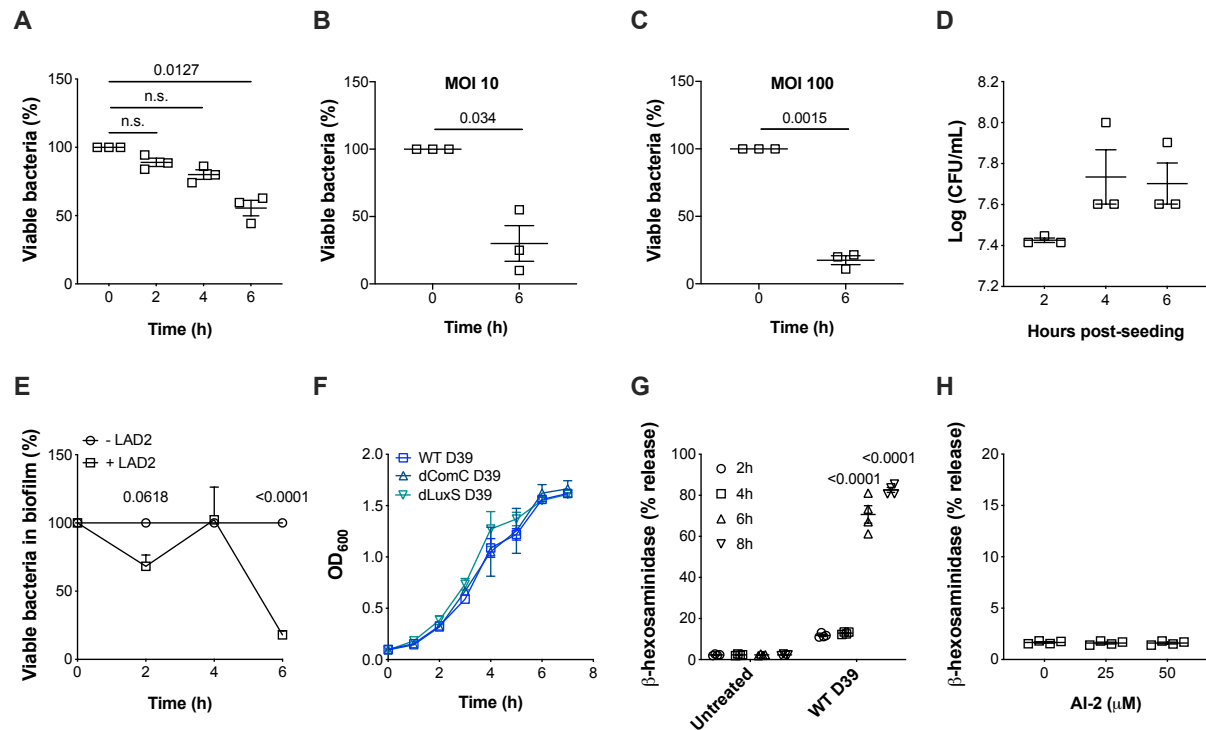 A
Viable bacteria (%)
150
100
50
0
0.0127
n.s.
n.s.
0 2 4 6
Time (h)
B
Viable bacteria (%)
150
100
50
0
MOI 10
0.034
0 6
Time (h)
C
Viable bacteria (%)
150
100
50
0
MOI 100
0.0015
0 6
Time (h)
D
Log (CFU/mL)
8.2
8.0
7.8
7.6
7.4
7.2
2 4 6
Hours post-seeding
E
Viable bacteria in biofilm (%)
150
100
50
0
- LAD2
+ LAD2
0.0618 <0.0001
0 2 4 6
Time (h)
F
OD600
2.0
1.5
1.0
0.5
0.0
WT D39
dComC D39
dLuxS D39
0 2 4 6 8
Time (h)
G
β-hexosaminidase (% release)
100
80
60
40
20
0
2h
4h
6h
8h
<0.0001
<0.0001
Untreated
WT D39
H
β-hexosaminidase (% release)
20
15
10
5
0
0 25 50
AI-2 (μM)